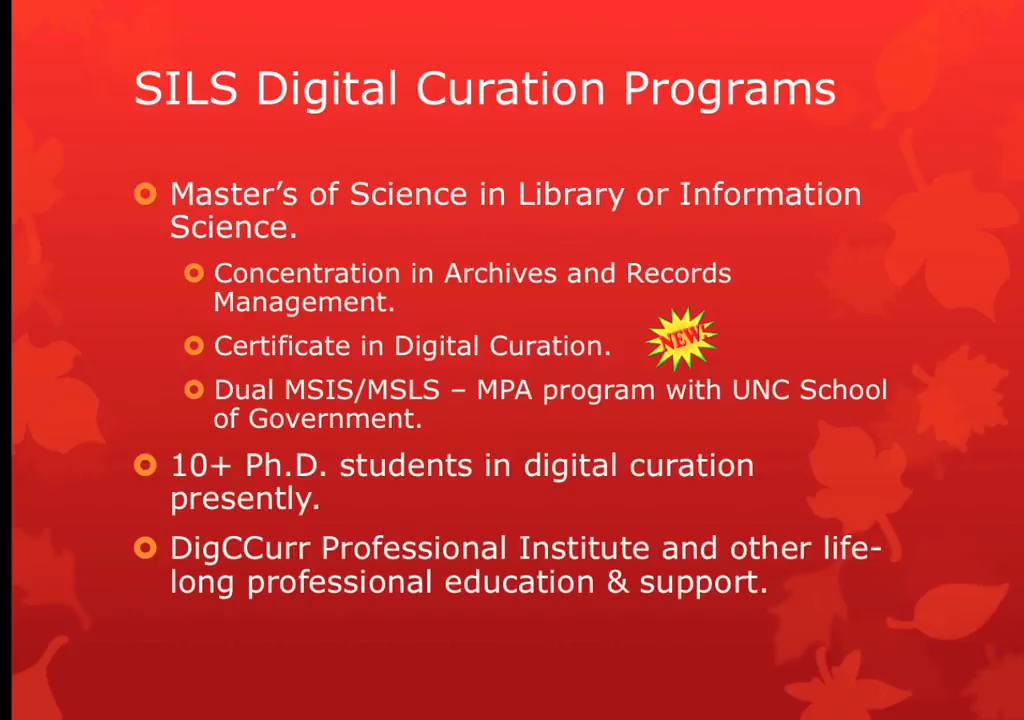 SILS Digital Curation Programs
Master’s of Science in Library or Information
Science.
Concentration in Archives and Records
Management.
Certificate in Digital Curation.
NEW!
Dual MSIS/MSLS – MPA program with UNC School
of Government.
10+ Ph.D. students in digital curation
presently.
DigCCurr Professional Institute and other life-
long professional education & support.